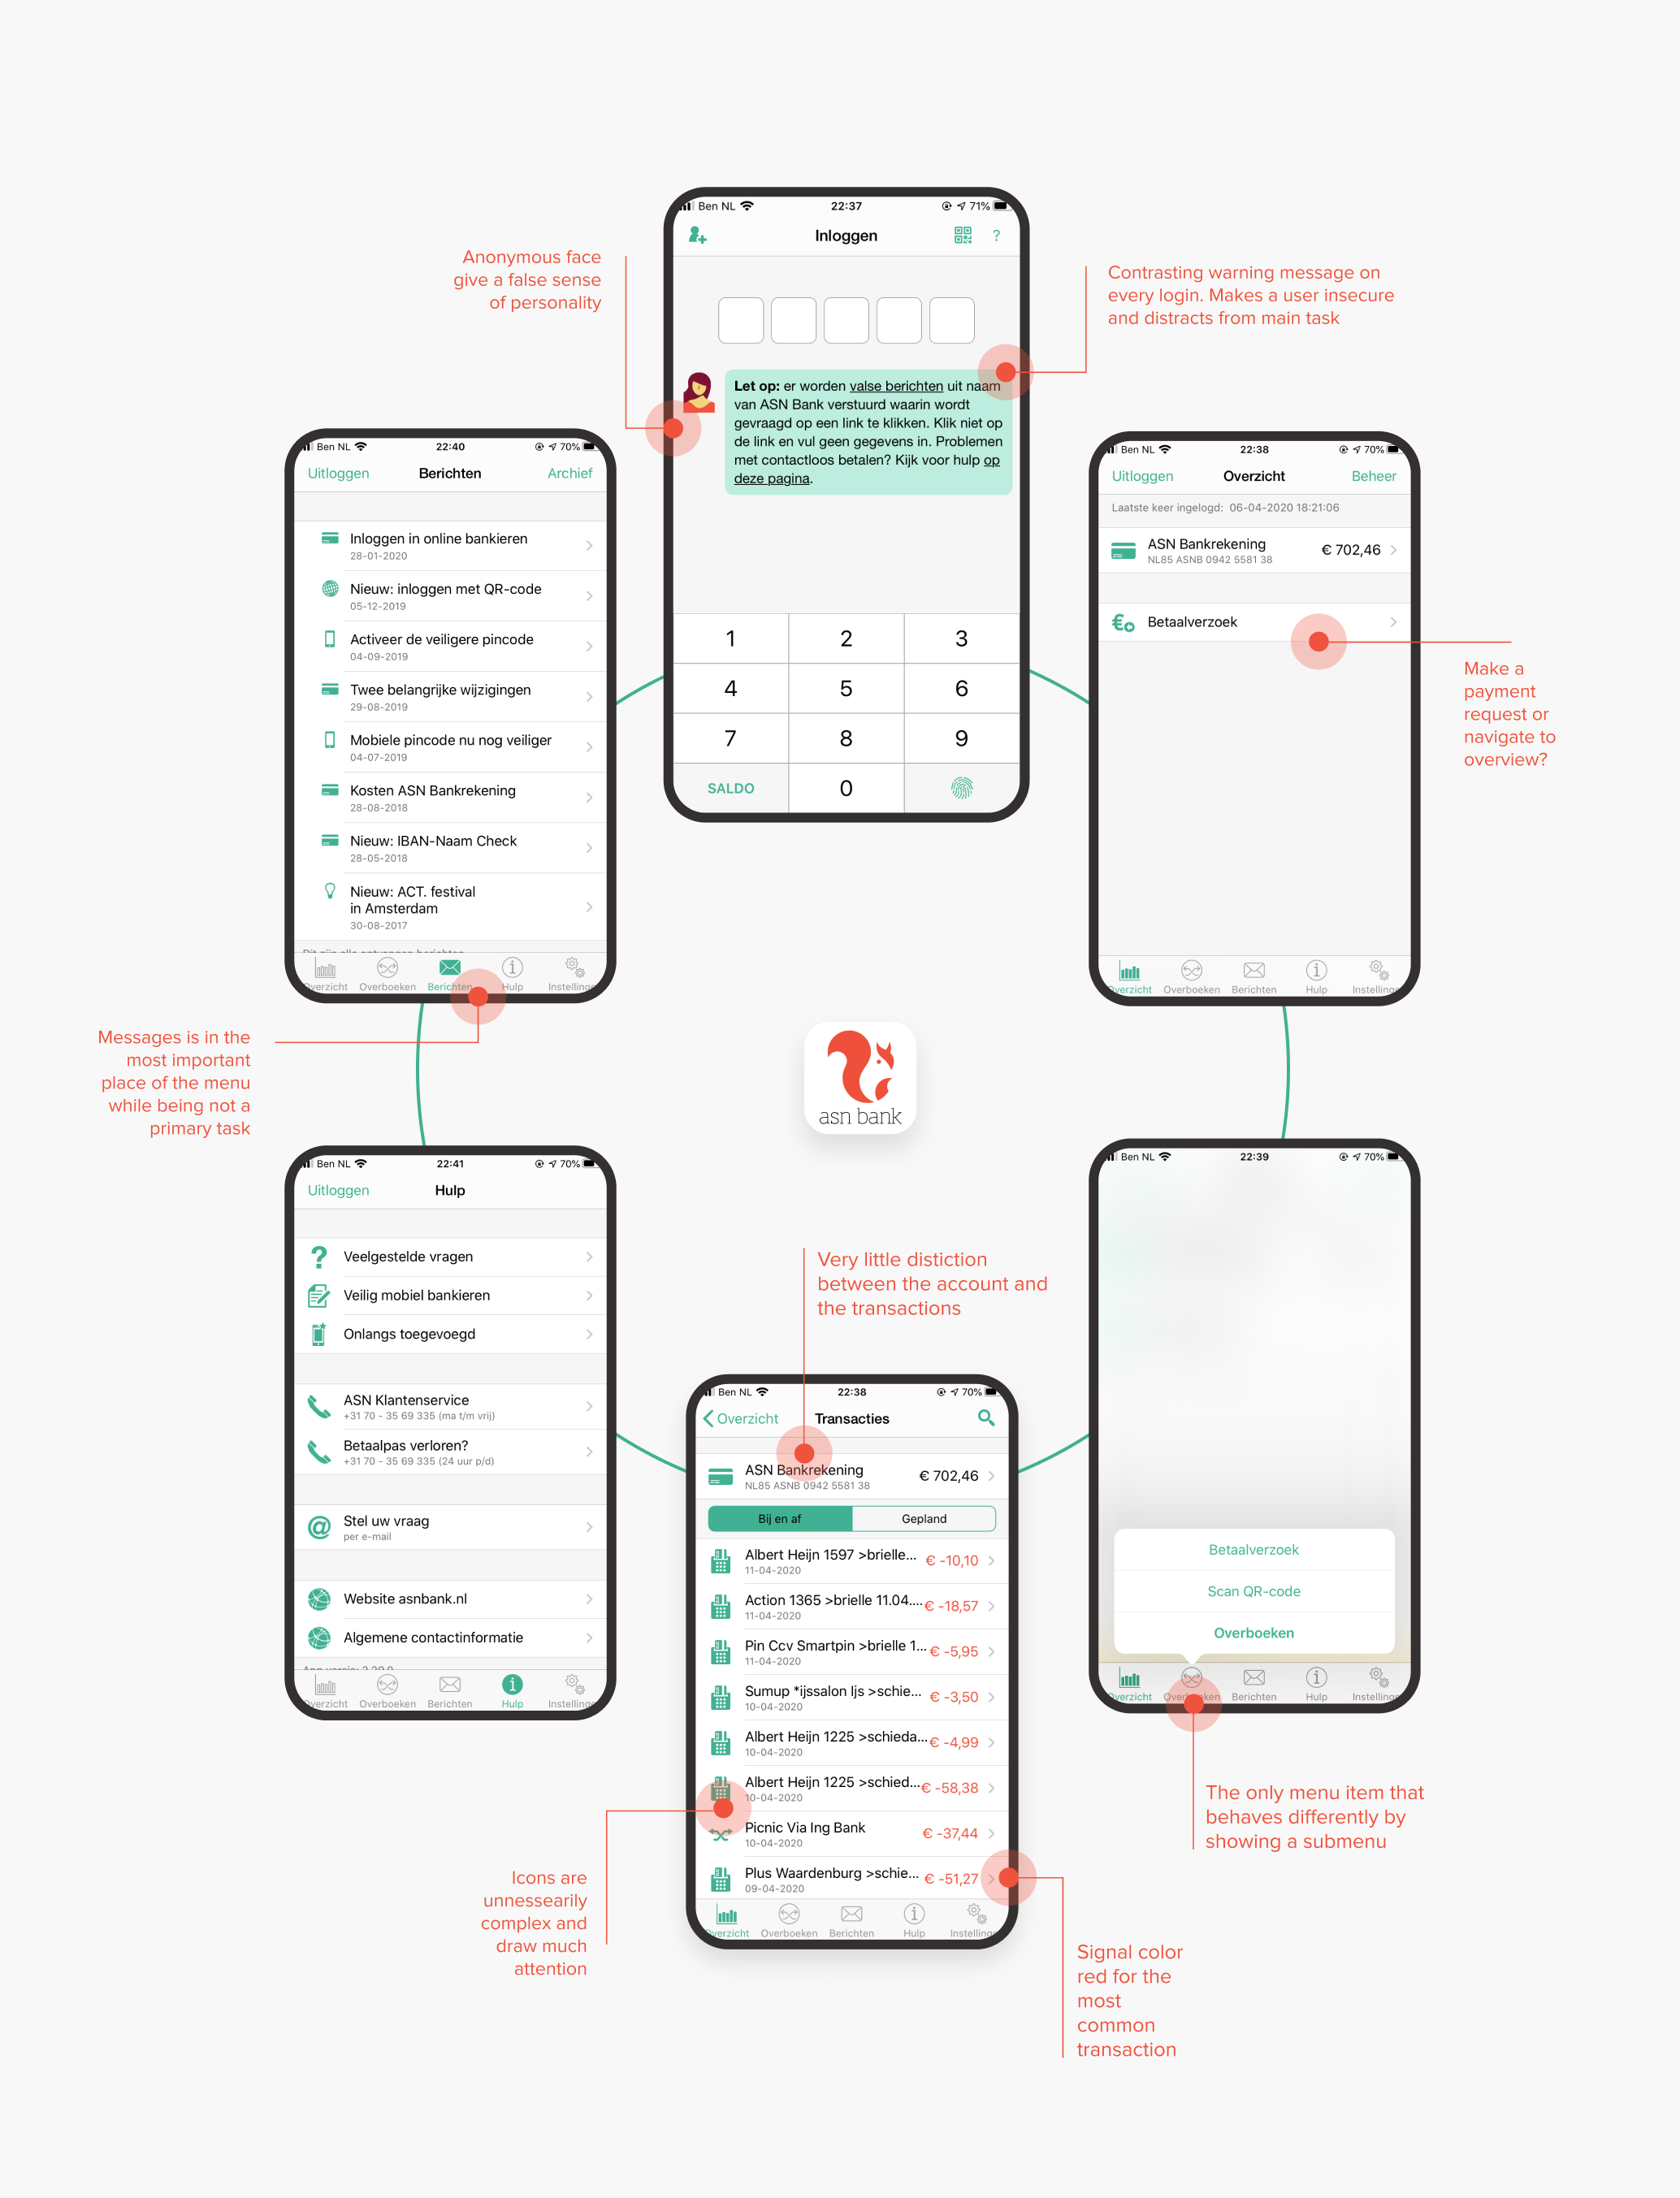 Ben NL
22:37
71%
Inloggen
?
Anonymous face
give a false sense
of personality
Contrasting warning message on
every login. Makes a user insecure
and distracts from main task
Let op: er worden valse berichten uit naam
van ASN Bank verstuurd waarin wordt
gevraagd op een link te klikken. Klik niet op
de link en vul geen gegevens in. Problemen
met contactloos betalen? Kijk voor hulp op
deze pagina.
1 2 3
4 5 6
7 8 9
SALDO 0
Ben NL
22:40
70%
Uitloggen
Berichten
Archief
Inloggen in online bankieren
28-01-2020
Nieuw: inloggen met QR-code
05-12-2019
Activeer de veiligere pincode
04-09-2019
Twee belangrijke wijzigingen
29-08-2019
Mobiele pincode nu nog veiliger
04-07-2019
Kosten ASN Bankrekening
28-08-2018
Nieuw: IBAN-Naam Check
28-05-2018
Nieuw: ACT. festival
in Amsterdam
30-08-2017
Overzicht Overboeken Berichten Hulp Instellinge
Messages is in the
most important
place of the menu
while being not a
primary task
Ben NL
22:38
70%
Uitloggen
Overzicht
Beheer
Laatste keer ingelogd: 06-04-2020 18:21:06
ASN Bankrekening
€ 702,46
NL85 ASNB 0942 5581 38
Betaalverzoek
Make a
payment
request or
navigate to
overview?
Overzicht Overboeken Berichten Hulp Instellinge
asn bank
Ben NL
22:41
70%
Uitloggen
Hulp
Veelgestelde vragen
Veilig mobiel bankieren
Onlangs toegevoegd
ASN Klantenservice
+31 70 - 35 69 335 (ma t/m vrij)
Betaalpas verloren?
+31 70 - 35 69 335 (24 uur p/d)
Stel uw vraag
per e-mail
Website asnbank.nl
Algemene contactinformatie
Overzicht Overboeken Berichten Hulp Instellinge
Very little distiction
between the account and
the transactions
Ben NL
22:38
70%
Overzicht
Transacties
ASN Bankrekening
€ 702,46
NL85 ASNB 0942 5581 38
Bij en af
Gepland
Albert Heijn 1597 >brielle... € -10,10
11-04-2020
Action 1365 >brielle 11.04.... € -18,57
11-04-2020
Pin Ccv Smartpin >brielle 1... € -5,95
11-04-2020
Sumup *ijssalon Ijs >schie... € -3,50
10-04-2020
Albert Heijn 1225 >schieda... € -4,99
10-04-2020
Albert Heijn 1225 >schied... € -58,38
10-04-2020
Picnic Via Ing Bank € -37,44
10-04-2020
Plus Waardenburg >schie... € -51,27
09-04-2020
Overzicht Overboeken Berichten Hulp Instellinge
Icons are
unnessearily
complex and
draw much
attention
Signal color
red for the
most
common
transaction
Ben NL
22:39
70%
Betaalverzoek
Scan QR-code
Overboeken
Overzicht Overboeken Berichten Hulp Instellinge
The only menu item that
behaves differently by
showing a submenu